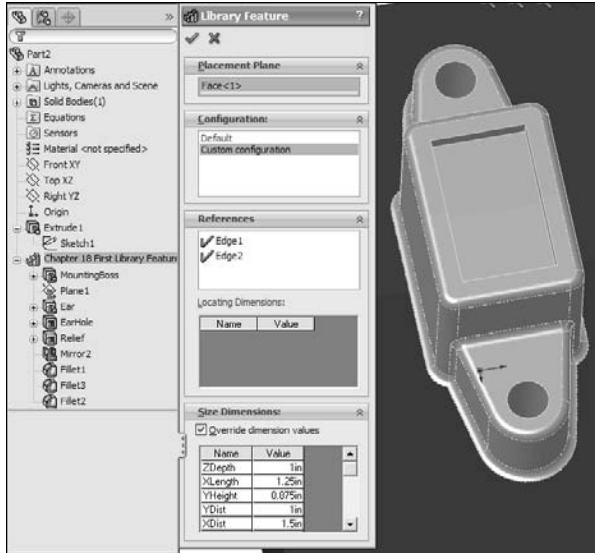 Part2
Annotations
Lights, Cameras and Scene
Solid Bodies(1)
Equations
Sensors
Material <not specified>
Front XY
Top XZ
Right YZ
Origin
Extrude1
Sketch1
Chapter 18 First Library Featur
MountingBoss
Plane1
Ear
EarHole
Relief
Mirror2
Fillet1
Fillet3
Fillet2
Library Feature ?
Placement Plane
Face<1>
Configuration:
Default
Custom configuration
References
Edge1
Edge2
Locating Dimensions:
Name Value
Size Dimensions:
Override dimension values
Name Value
ZDepth 1in
XLength 1.25in
YHeight 0.875in
YDist 1in
XDist 1.5in